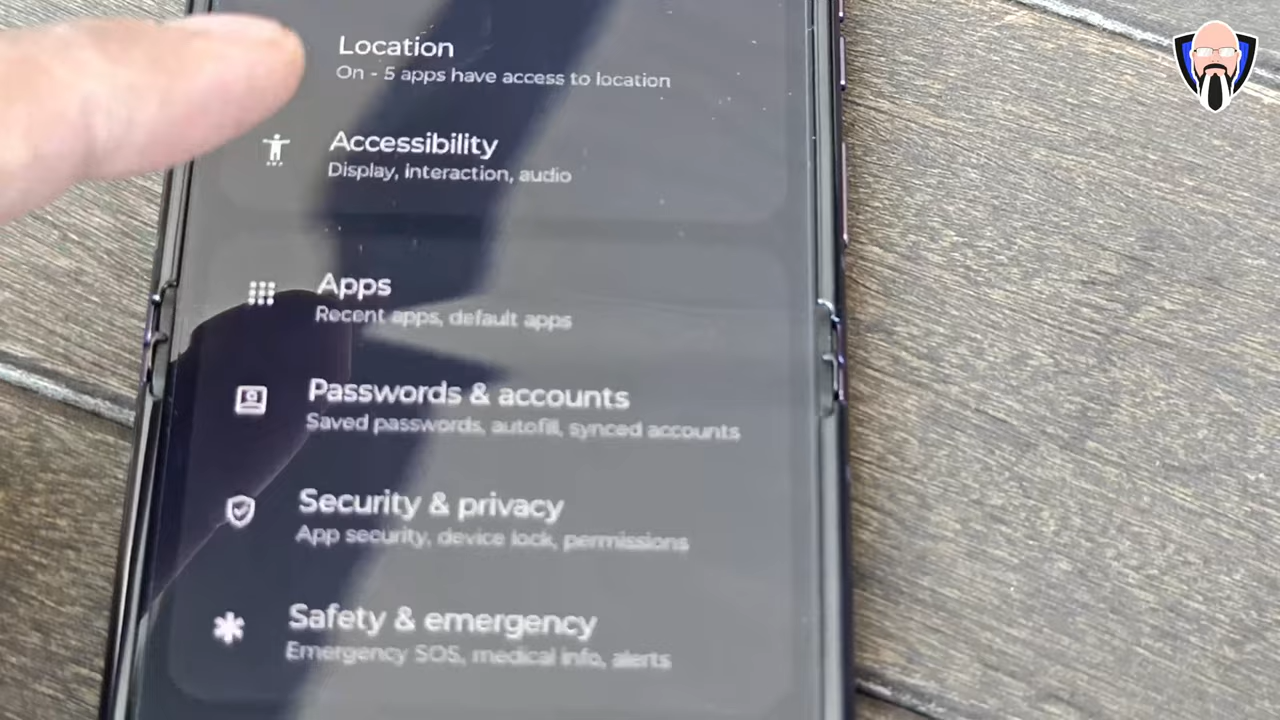 Location
On - 5 apps have access to location
Accessibility
Display, interaction, audio
Apps
Recent apps, default apps
Passwords & accounts
Saved passwords, autofill, synced accounts
Security & privacy
App security, device lock, permissions
Safety & emergency
Emergency SOS, medical info, alerts